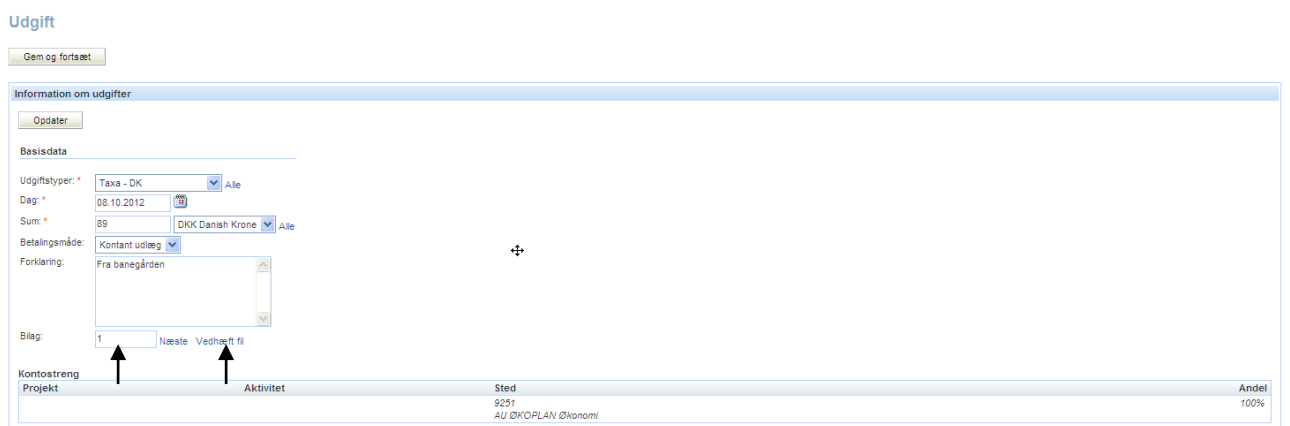 Udgift
Gem og fortsæt
Information om udgifter
Opdater
Basisdata
Udgiftstyper: * Taxa - DK Alle
Dag: * 08.10.2012
Sum: * 89 DKK Danish Krone Alle
Betalingsmåde: Kontant udlæg
Forklaring: Fra banegården
Bilag: 1 Næste Vedhæft fil
Kontostreng
Projekt Aktivitet Sted Andel
9251 100%
AU ØKOPLAN Økonomi